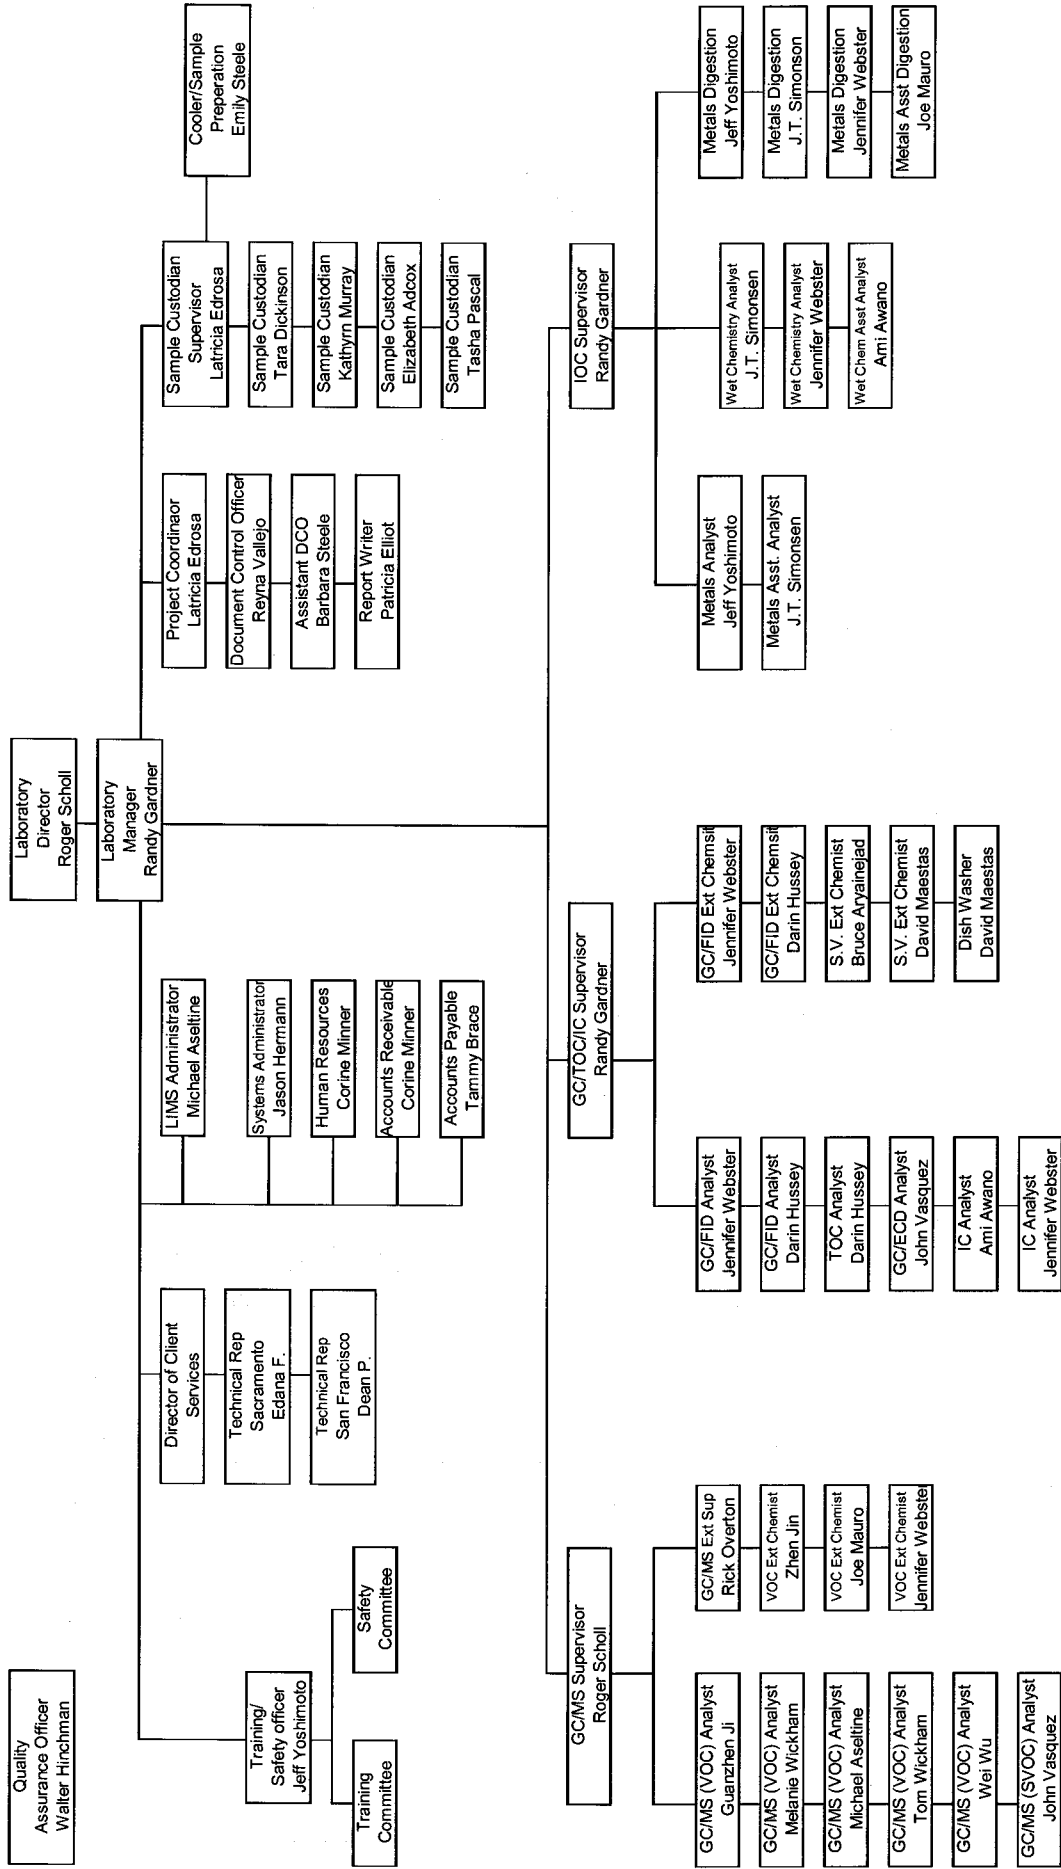 Quality
Assurance Officer
Walter Hinchman
Laboratory
Director
Roger Scholl
Laboratory
Manager
Randy Gardner
Training/
Safety officer
Jeff Yoshimoto
Training
Committee
Safety
Committee
Director of Client
Services
Technical Rep
Sacramento
Edana F.
Technical Rep
San Francisco
Dean P.
LIMS Administrator
Michael Aseltine
Systems Administrator
Jason Hermann
Human Resources
Corine Minner
Accounts Receivable
Corine Minner
Accounts Payable
Tammy Brace
Project Coordinaor
Latricia Edrosa
Document Control Officer
Reyna Vallejo
Assistant DCO
Barbara Steele
Report Writer
Patricia Elliot
Sample Custodian
Supervisor
Latricia Edrosa
Sample Custodian
Tara Dickinson
Sample Custodian
Kathyrn Murray
Sample Custodian
Elizabeth Adcox
Sample Custodian
Tasha Pascal
Cooler/Sample
Preperation
Emily Steele
GC/MS Supervisor
Roger Scholl
GC/MS (VOC) Analyst
Guanzhen Ji
GC/MS (VOC) Analyst
Melanie Wickham
GC/MS (VOC) Analyst
Michael Aseltine
GC/MS (VOC) Analyst
Tom Wickham
GC/MS (VOC) Analyst
Wei Wu
GC/MS (SVOC) Analyst
John Vasquez
GC/MS Ext Sup
Rick Overton
VOC Ext Chemist
Zhen Jin
VOC Ext Chemist
Joe Mauro
VOC Ext Chemist
Jennifer Webster
GC/TOC/IC Supervisor
Randy Gardner
GC/FID Analyst
Jennifer Webster
GC/FID Analyst
Darin Hussey
TOC Analyst
Darin Hussey
GC/ECD Analyst
John Vasquez
IC Analyst
Ami Awano
IC Analyst
Jennifer Webster
GC/FID Ext Chemsit
Jennifer Webster
GC/FID Ext Chemsit
Darin Hussey
S.V. Ext Chemist
Bruce Aryainejad
S.V. Ext Chemist
David Maestas
Dish Washer
David Maestas
IOC Supervisor
Randy Gardner
Metals Analyst
Jeff Yoshimoto
Metals Asst. Analyst
J.T. Simonsen
Wet Chemistry Analyst
J.T. Simonsen
Wet Chemistry Analyst
Jennifer Webster
Wet Chem Asst Analyst
Ami Awano
Metals Digestion
Jeff Yoshimoto
Metals Digestion
J.T. Simonson
Metals Digestion
Jennifer Webster
Metals Asst Digestion
Joe Mauro